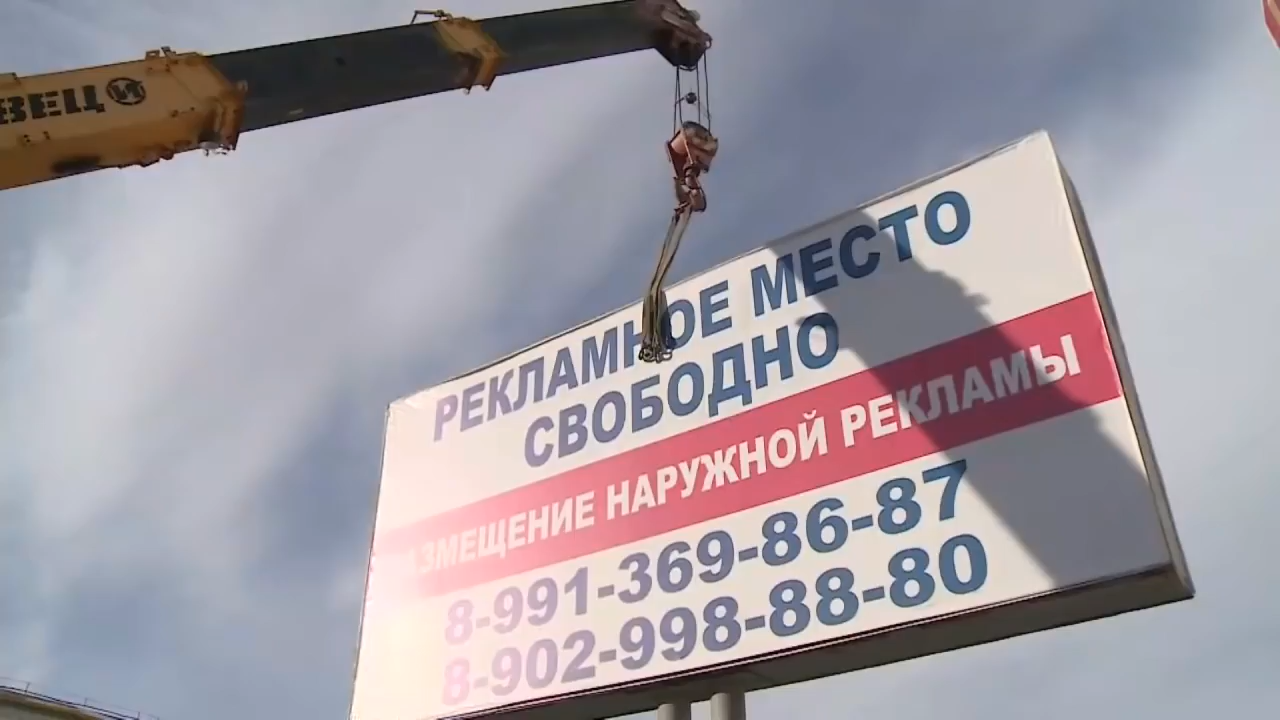 РЕКЛАМНОЕ МЕСТО
СВОБОДНО
РАЗМЕЩЕНИЕ НАРУЖНОЙ РЕКЛАМЫ
8-991-369-86-87
8-902-998-88-80